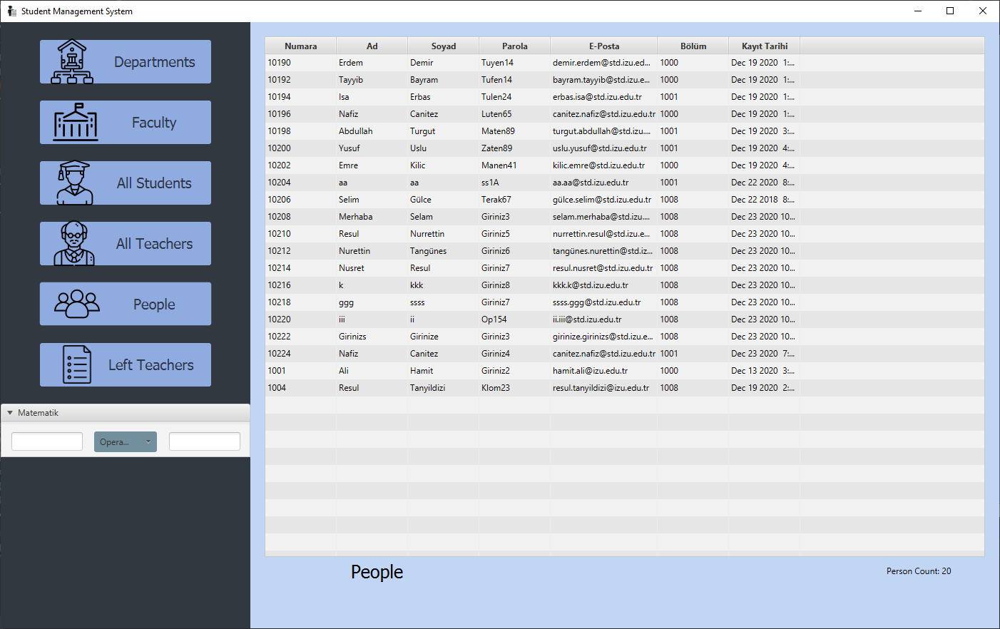 Student Management System
Departments
Faculty
All Students
All Teachers
People
Left Teachers
Matematik
Opera...
Numara Ad Soyad Parola E-Posta Bölüm Kayıt Tarihi
10190 Erdem Demir Tuyen14 demir.erdem@std.izu.ed... 1000 Dec 19 2020 1:...
10192 Tayyib Bayram Tufen14 bayram.tayyib@std.izu.e... 1000 Dec 19 2020 1:...
10194 Isa Erbas Tulen24 erbas.isa@std.izu.edu.tr 1001 Dec 19 2020 1:...
10196 Nafiz Canitez Luten65 canitez.nafiz@std.izu.edu.tr 1000 Dec 19 2020 1:...
10198 Abdullah Turgut Maten89 turgut.abdullah@std.izu.... 1001 Dec 19 2020 3:...
10200 Yusuf Uslu Zaten89 uslu.yusuf@std.izu.edu.tr 1001 Dec 19 2020 4:...
10202 Emre Kilic Manen41 kilic.emre@std.izu.edu.tr 1000 Dec 19 2020 4:...
10204 aa aa ss1A aa.aa@std.izu.edu.tr 1001 Dec 22 2020 8:...
10206 Selim Gülce Terak67 gülce.selim@std.izu.edu.tr 1008 Dec 22 2018 8:...
10208 Merhaba Selam Giriniz3 selam.merhaba@std.izu.... 1008 Dec 23 2020 10...
10210 Resul Nurrettin Giriniz5 nurrettin.resul@std.izu.e... 1008 Dec 23 2020 10...
10212 Nurettin Tangünes Giriniz6 tangünes.nurettin@std.iz... 1008 Dec 23 2020 10...
10214 Nusret Resul Giriniz7 resul.nusret@std.izu.edu.tr 1008 Dec 23 2020 10...
10216 k kkk Giriniz8 kkk.k@std.izu.edu.tr 1008 Dec 23 2020 10...
10218 ggg ssss Giriniz7 ssss.ggg@std.izu.edu.tr 1008 Dec 23 2020 10...
10220 iii ii Op154 ii.iii@std.izu.edu.tr 1008 Dec 23 2020 10...
10222 Girinizs Girinize Giriniz3 girinize.girinizs@std.izu.e... 1008 Dec 23 2020 10...
10224 Nafiz Canitez Giriniz4 canitez.nafiz@std.izu.edu.tr 1001 Dec 23 2020 7:...
1001 Ali Hamit Giriniz2 hamit.ali@izu.edu.tr 1000 Dec 13 2020 3:...
1004 Resul Tanyildizi Klom23 resul.tanyildizi@izu.edu.tr 1008 Dec 19 2020 2:...
People
Person Count: 20